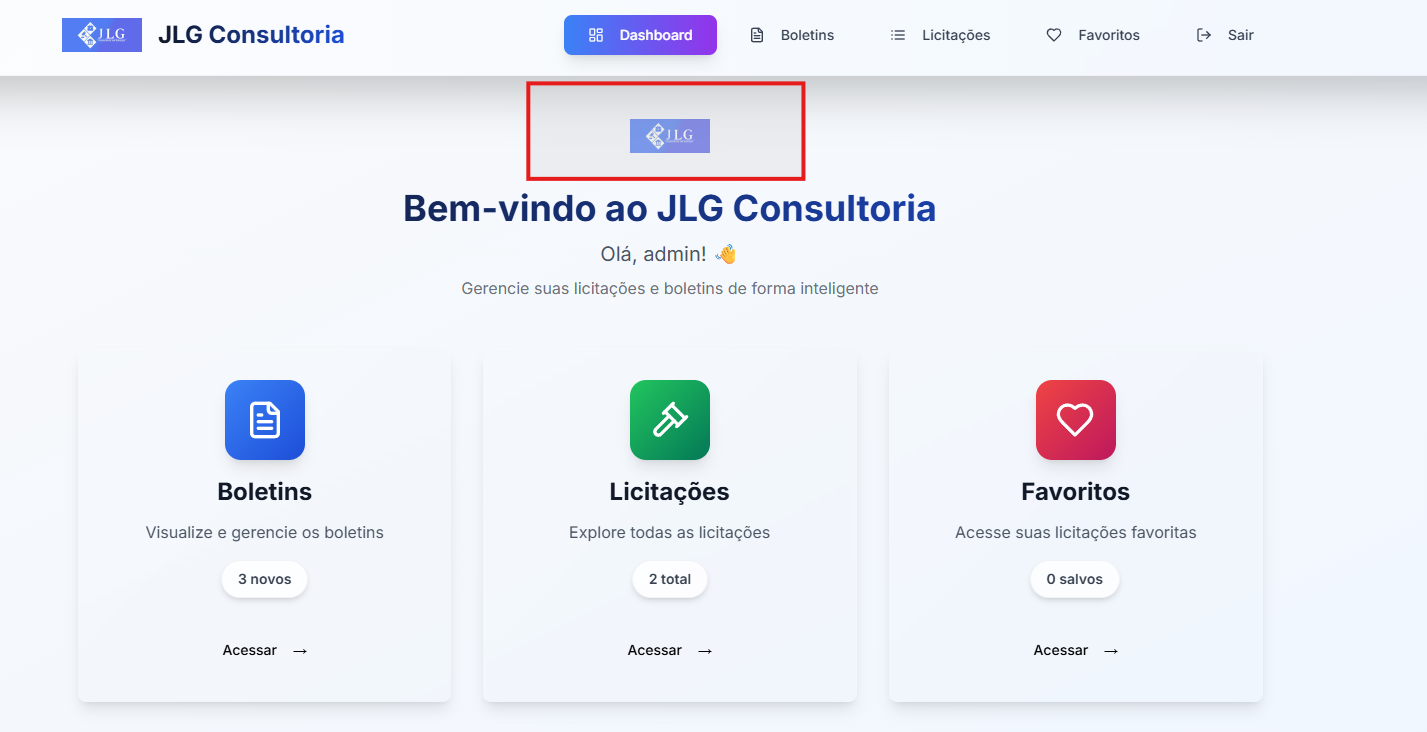 JLG JLG Consultoria Dashboard Boletins Licitações Favoritos Sair
JLG
Bem-vindo ao JLG Consultoria
Olá, admin! 👋
Gerencie suas licitações e boletins de forma inteligente
Boletins Licitações Favoritos
Visualize e gerencie os boletins Explore todas as licitações Acesse suas licitações favoritas
3 novos 2 total 0 salvos
Acessar → Acessar → Acessar →